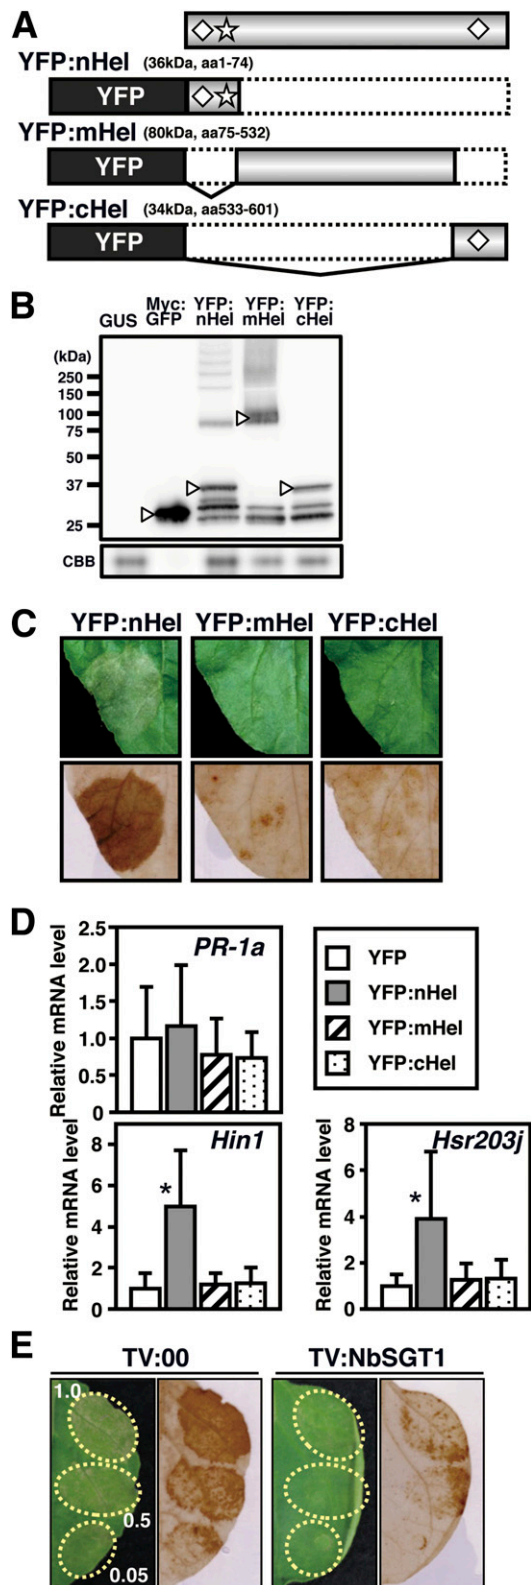 A
YFP:nHel (36kDa, aa1-74)
YFP
YFP:mHel (80kDa, aa75-532)
YFP
YFP:cHel (34kDa, aa533-601)
YFP
B
GUS Myc:GFP YFP:nHel YFP:mHel YFP:cHel
(kDa)
250
150
100
75
50
37
25
CBB
C
YFP:nHel YFP:mHel YFP:cHel
D
PR-1a
Relative mRNA level
2.5
2.0
1.5
1.0
0.5
0
YFP
YFP:nHel
YFP:mHel
YFP:cHel
Hin1
Relative mRNA level
8
6
4
2
0
*
Hsr203j
Relative mRNA level
8
4
2
0
*
E
TV:00 TV:NbSGT1
1.0
0.5
0.05